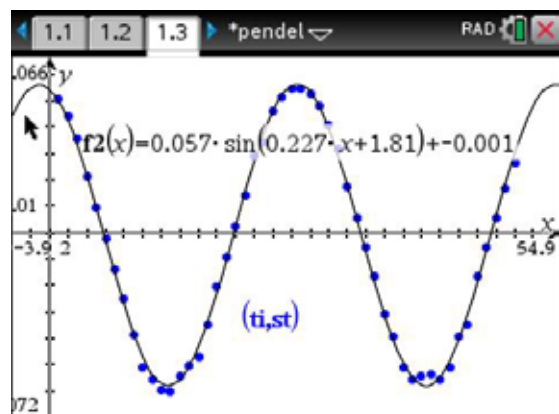 1.1 1.2 1.3 *pendel RAD
.066 y
f2(x)=0.057·sin(0.227·x+1.81)+-0.001
.01 x
-3.9 2 54.9
(ti,st)
.072